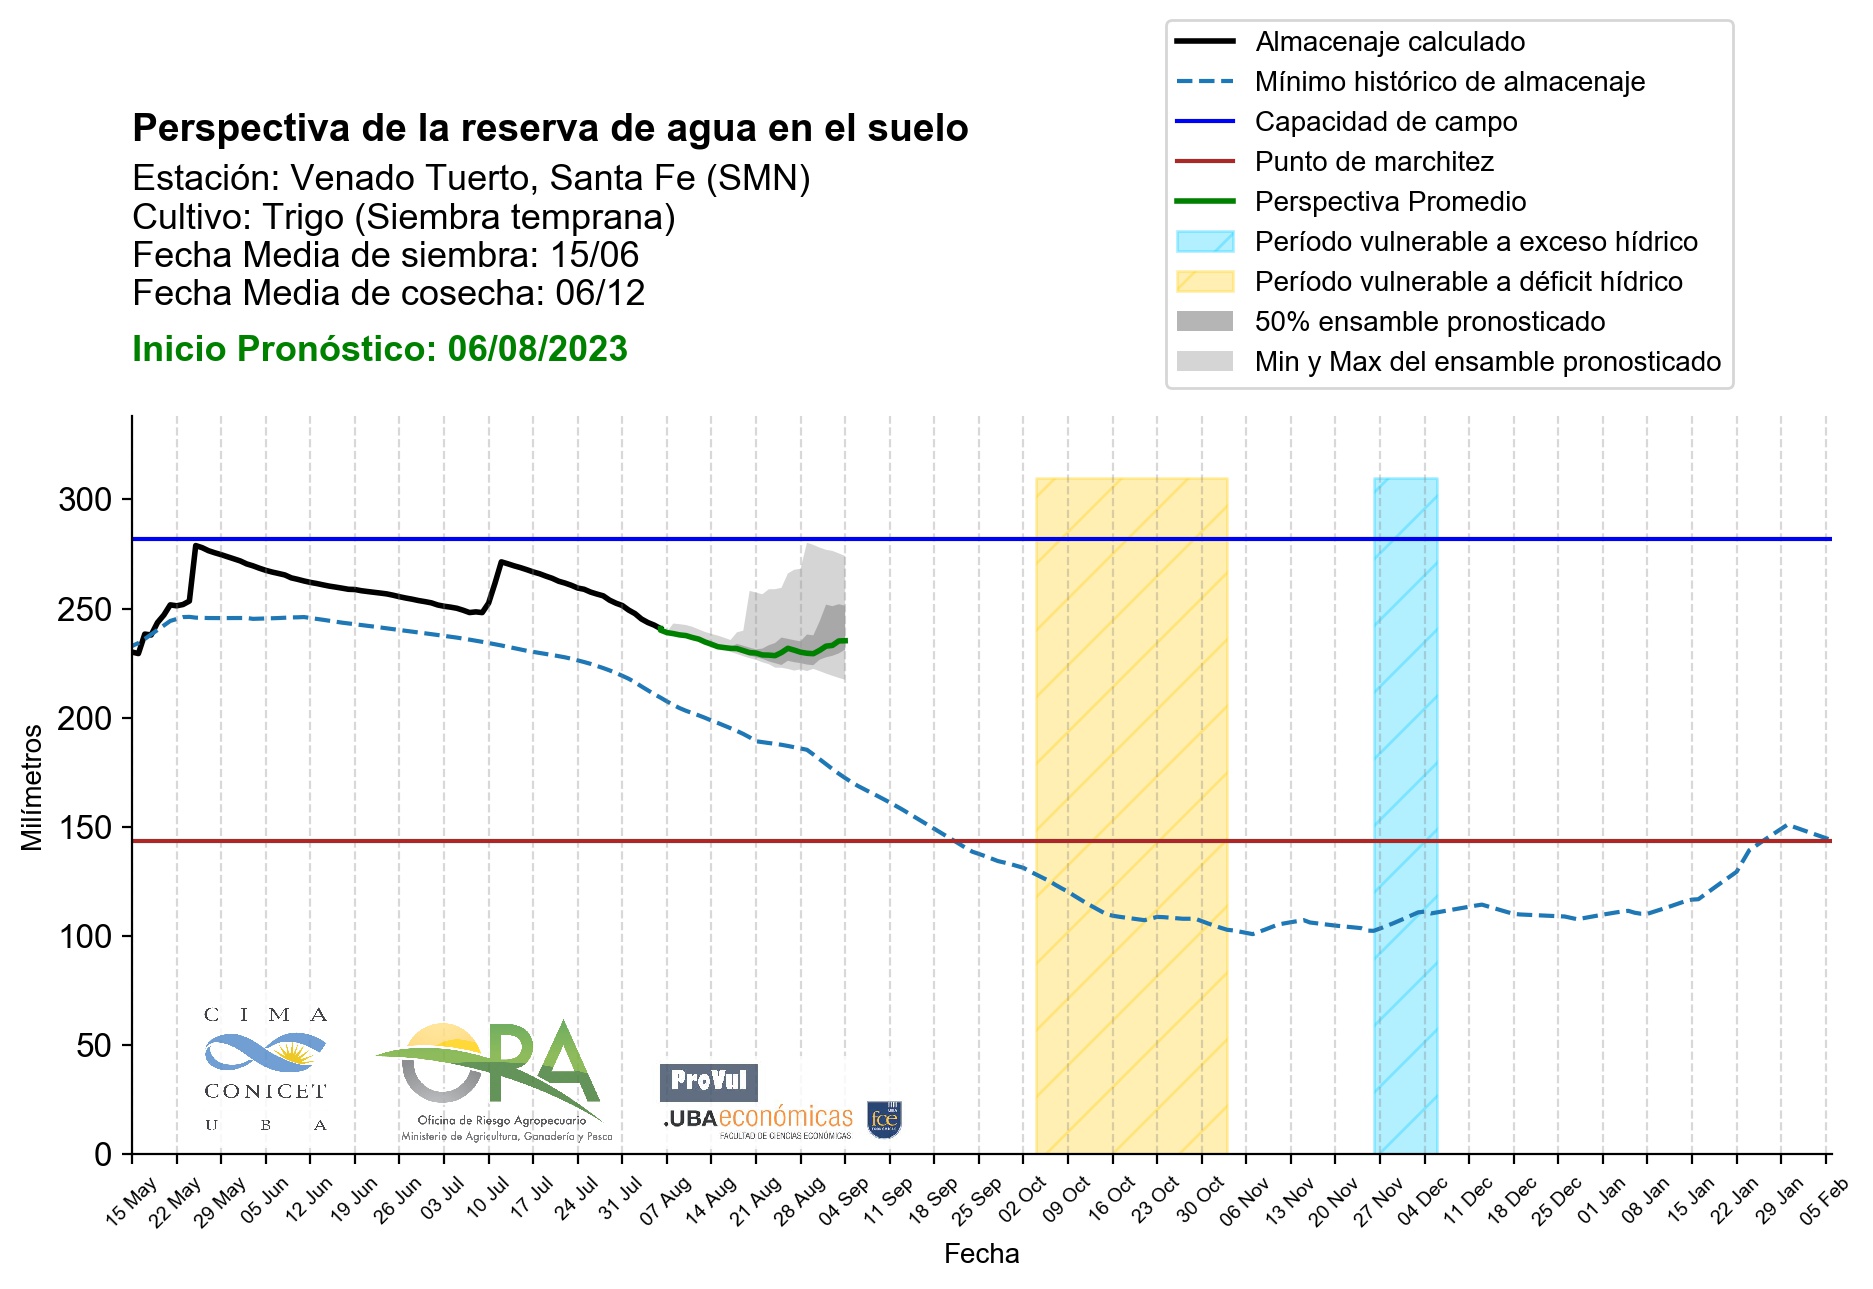 Almacenaje calculado
Mínimo histórico de almacenaje
Capacidad de campo
Punto de marchitez
Perspectiva Promedio
Período vulnerable a exceso hídrico
Período vulnerable a déficit hídrico
50% ensamble pronosticado
Min y Max del ensamble pronosticado
Perspectiva de la reserva de agua en el suelo
Estación: Venado Tuerto, Santa Fe (SMN)
Cultivo: Trigo (Siembra temprana)
Fecha Media de siembra: 15/06
Fecha Media de cosecha: 06/12
Inicio Pronóstico: 06/08/2023
Milímetros
300
250
200
150
100
50
0
CIMA
CONICET
UBA
ORA
Oficina de Riesgo Agropecuario
Ministerio de Agricultura, Ganadería y Pesca
ProVul
.UBAeconómicas
FACULTAD DE CIENCIAS ECONÓMICAS
fce
15 May
22 May
29 May
05 Jun
12 Jun
19 Jun
26 Jun
03 Jul
10 Jul
17 Jul
24 Jul
31 Jul
07 Aug
14 Aug
21 Aug
28 Aug
04 Sep
11 Sep
18 Sep
25 Sep
02 Oct
09 Oct
16 Oct
23 Oct
30 Oct
06 Nov
13 Nov
20 Nov
27 Nov
04 Dec
11 Dec
18 Dec
25 Dec
01 Jan
08 Jan
15 Jan
22 Jan
29 Jan
05 Feb
Fecha